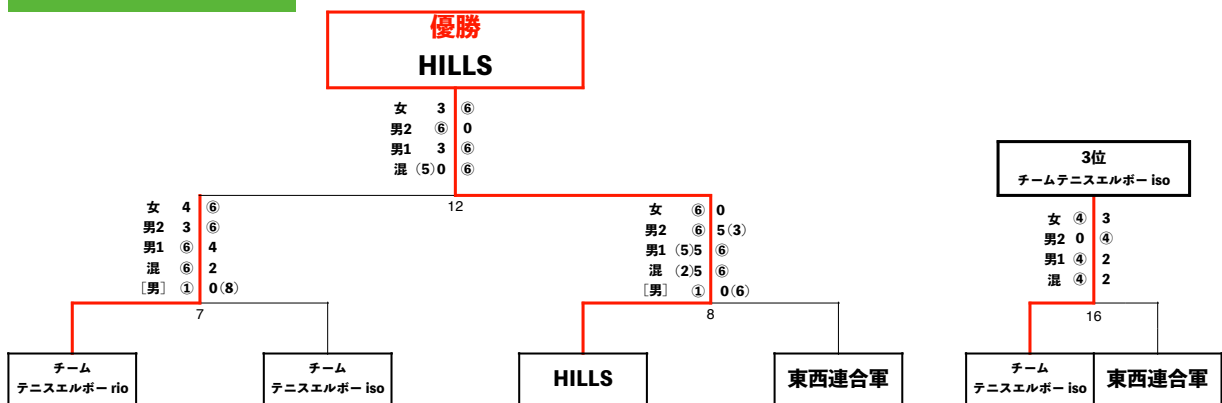 優勝
HILLS
女 3 ⑥
男2 ⑥ 0
男1 3 ⑥
混 (5)0 ⑥
12
女 4 ⑥
男2 3 ⑥
男1 ⑥ 4
混 ⑥ 2
[男] ① 0(8)
7
女 ⑥ 0
男2 ⑥ 5(3)
男1 (5)5 ⑥
混 (2)5 ⑥
[男] ① 0(6)
8
チーム
テニスエルボー rio
チーム
テニスエルボー iso
HILLS
東西連合軍
3位
チームテニスエルボー iso
女 ④ 3
男2 0 ④
男1 ④ 2
混 ④ 2
16
チーム
テニスエルボー iso
東西連合軍